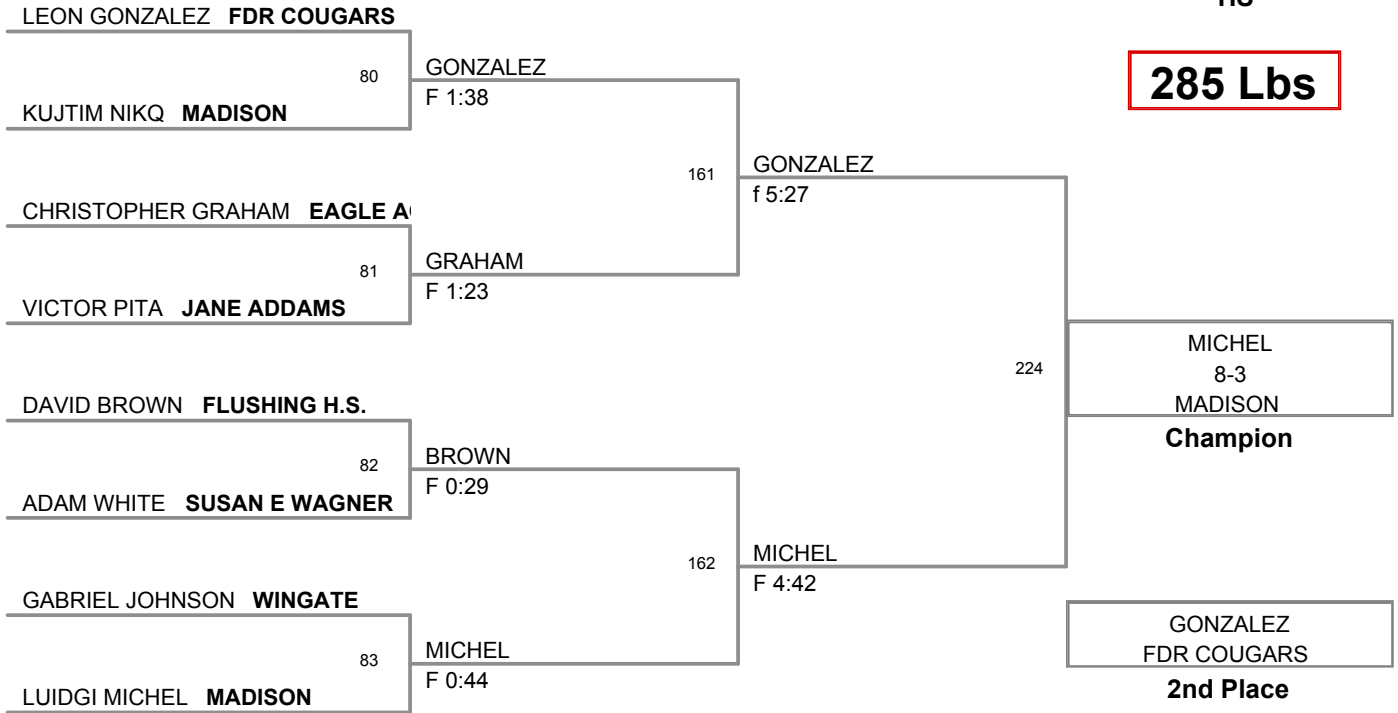 HS
285 Lbs
LEON GONZALEZ FDR COUGARS
80
KUJTIM NIKQ MADISON
GONZALEZ
F 1:38
CHRISTOPHER GRAHAM EAGLE
81
VICTOR PITA JANE ADDAMS
GRAHAM
F 1:23
161
GONZALEZ
f 5:27
DAVID BROWN FLUSHING H.S.
82
ADAM WHITE SUSAN E WAGNER
BROWN
F 0:29
GABRIEL JOHNSON WINGATE
83
LUIDGI MICHEL MADISON
MICHEL
F 0:44
162
MICHEL
F 4:42
224
MICHEL
8-3
MADISON
Champion
GONZALEZ
FDR COUGARS
2nd Place